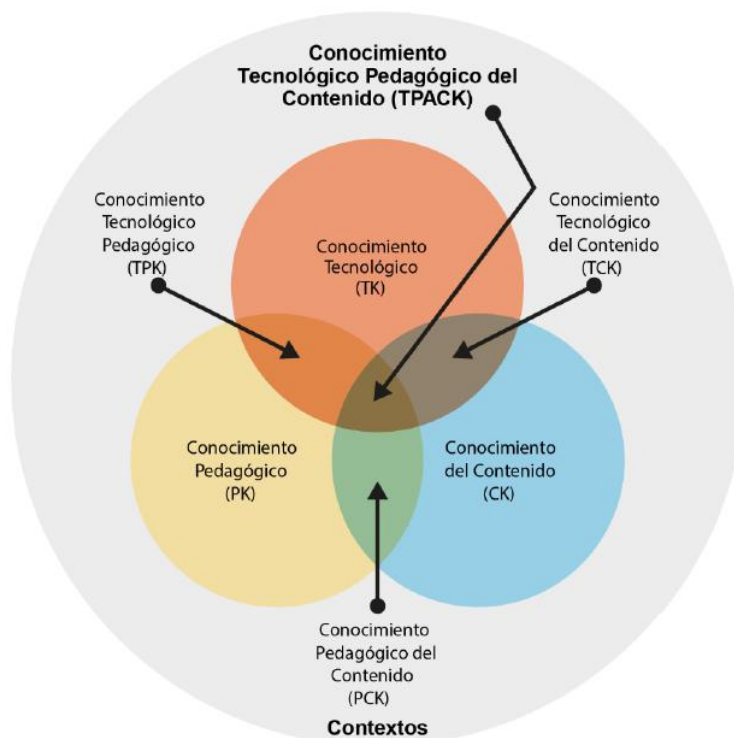 Conocimiento
Tecnológico Pedagógico del
Contenido (TPACK)
Conocimiento
Tecnológico
Pedagógico
(TPK)
Conocimiento
Tecnológico
(TK)
Conocimiento
Tecnológico
del Contenido
(TCK)
Conocimiento
Pedagógico
(PK)
Conocimiento
del Contenido
(CK)
Conocimiento
Pedagógico del
Contenido
(PCK)
Contextos